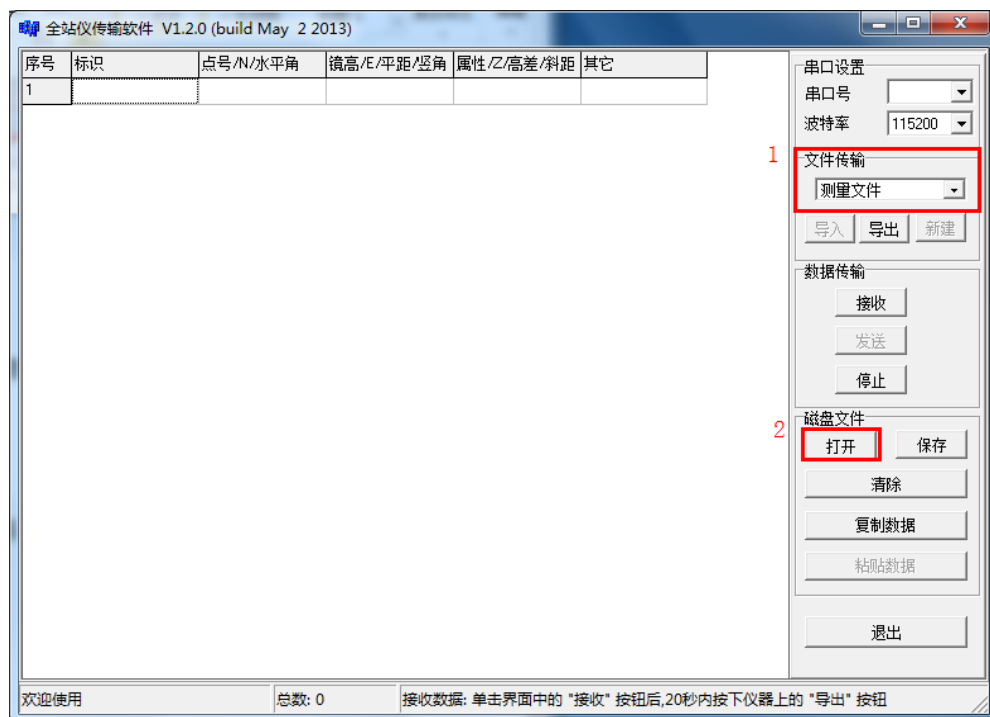 全站仪传输软件 V1.2.0 (build May 2 2013)
序号 标识 点号/N/水平角 镜高/E/平距/竖角 属性/Z/高差/斜距 其它
1
串口设置
串口号
波特率 115200
1
文件传输
测量文件
导入 导出 新建
数据传输
接收
发送
停止
2
磁盘文件
打开 保存
清除
复制数据
粘贴数据
退出
欢迎使用 总数: 0 接收数据: 单击界面中的 "接收" 按钮后,20秒内按下仪器上的 "导出" 按钮